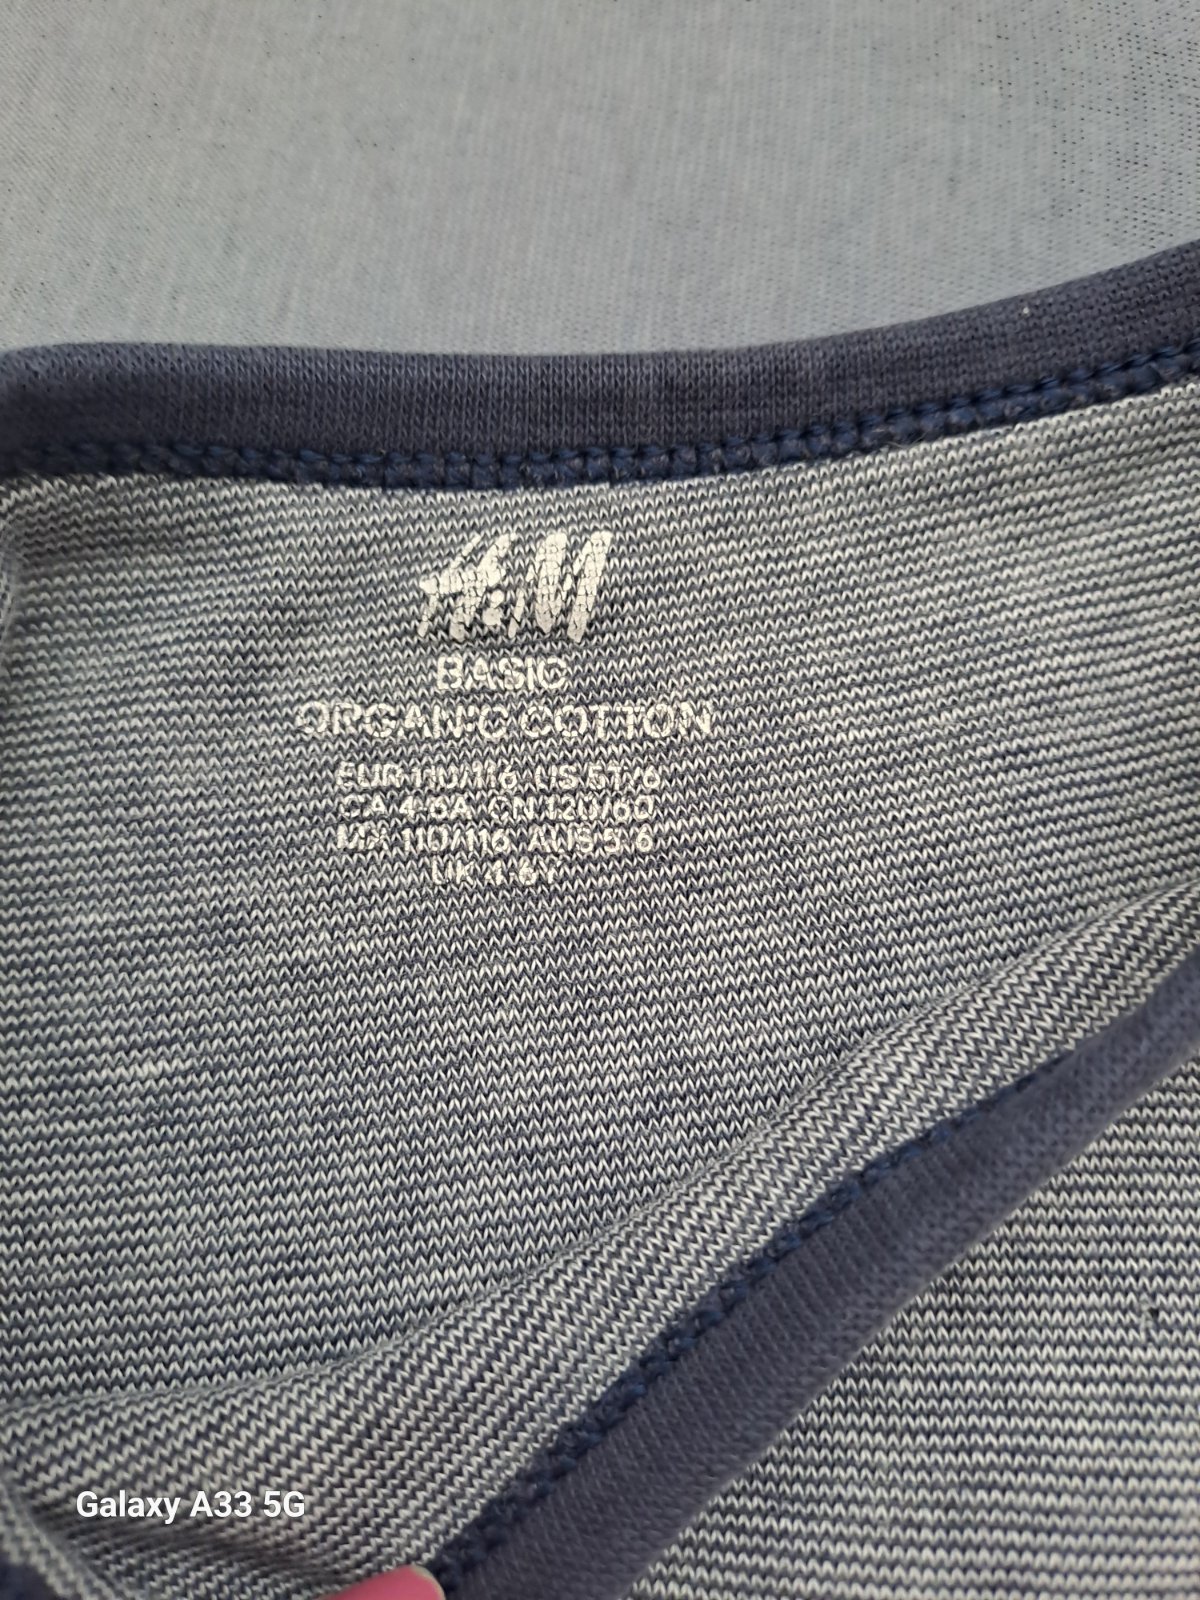 H&M
BASIC
ORGANIC COTTON
EUR 110/116 US 5T/6
CA 4-6A CN 120/60
MX 110/116 AUS 5-6
UK 4-6Y
Galaxy A33 5G